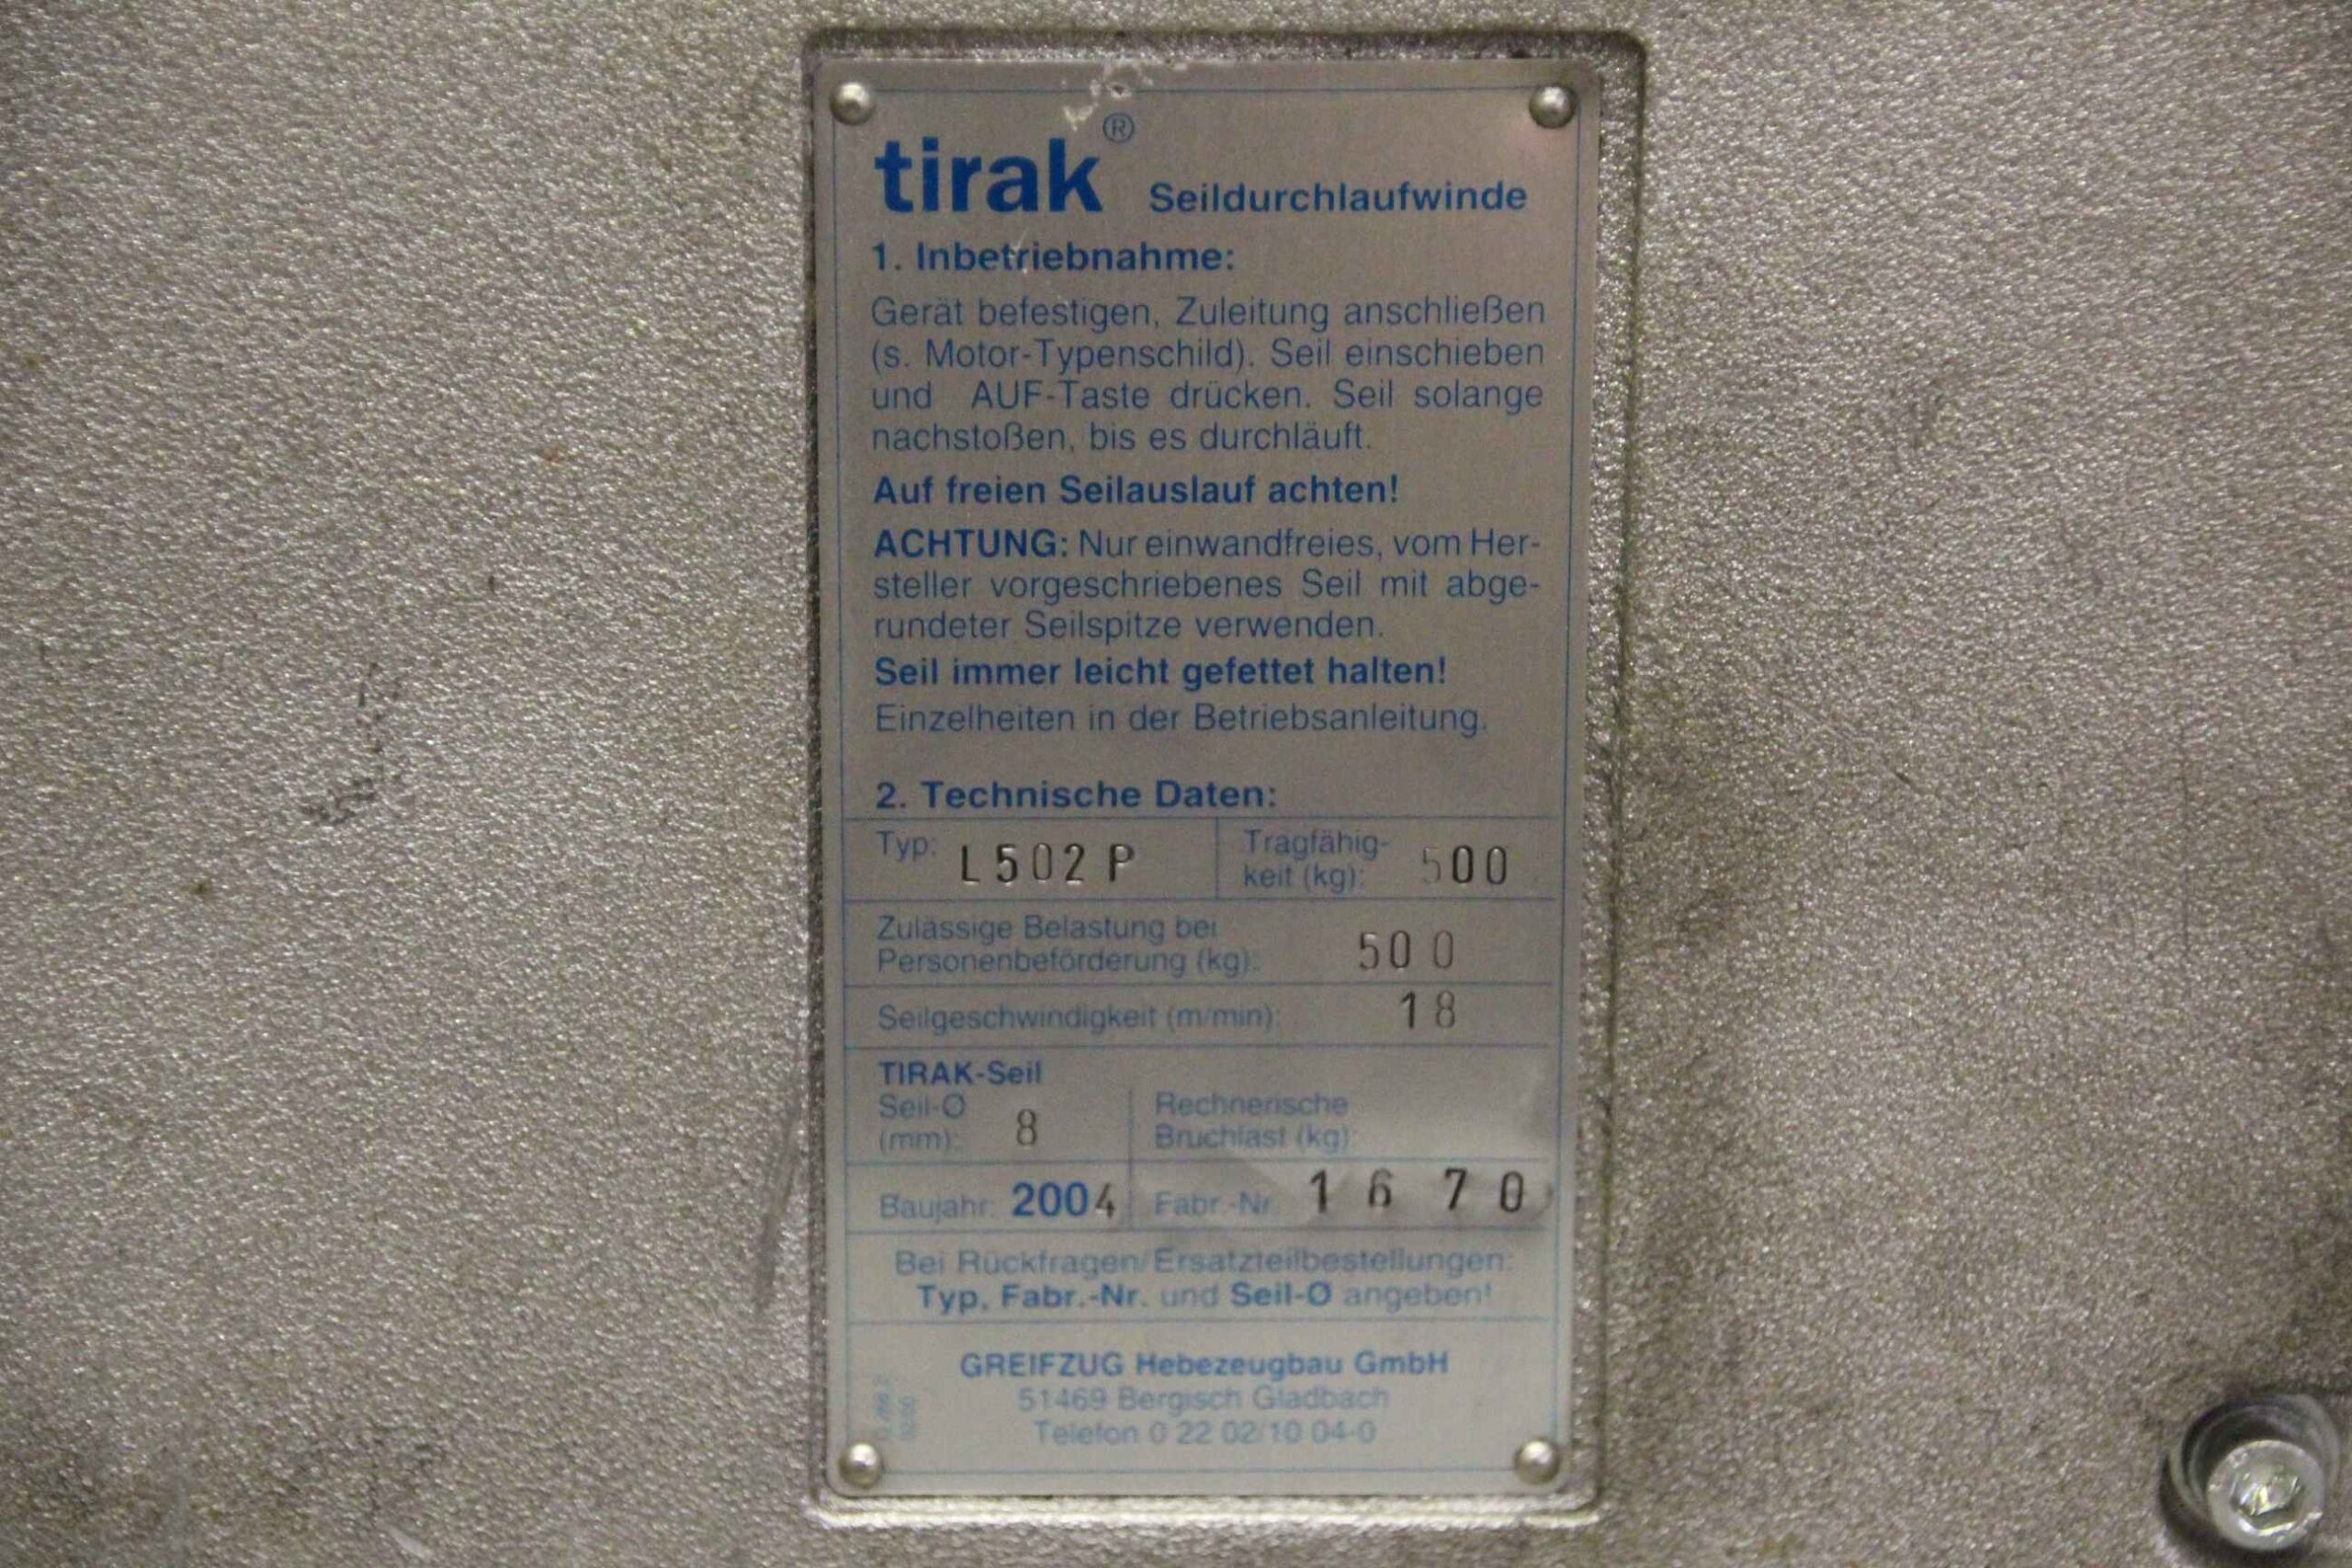 tirak® Seildurchlaufwinde
1. Inbetriebnahme:
Gerät befestigen, Zuleitung anschließen
(s. Motor-Typenschild). Seil einschieben
und AUF-Taste drücken. Seil solange
nachstoßen, bis es durchläuft.
Auf freien Seilauslauf achten!
ACHTUNG: Nur einwandfreies, vom Her-
steller vorgeschriebenes Seil mit abge-
rundeter Seilspitze verwenden.
Seil immer leicht gefettet halten!
Einzelheiten in der Betriebsanleitung.
2. Technische Daten:
Typ: L502P
Tragfähig-
keit (kg): 500
Zulässige Belastung bei
Personenbeförderung (kg): 500
Seilgeschwindigkeit (m/min): 18
TIRAK-Seil
Seil-Ø
(mm): 8
Rechnerische
Bruchlast (kg):
Baujahr: 2004
Fabr.-Nr. 1670
Bei Rückfragen/Ersatzteilbestellungen:
Typ, Fabr.-Nr. und Seil-Ø angeben!
GREIFZUG Hebezeugbau GmbH
51469 Bergisch Gladbach
Telefon 0 22 02/10 04-0